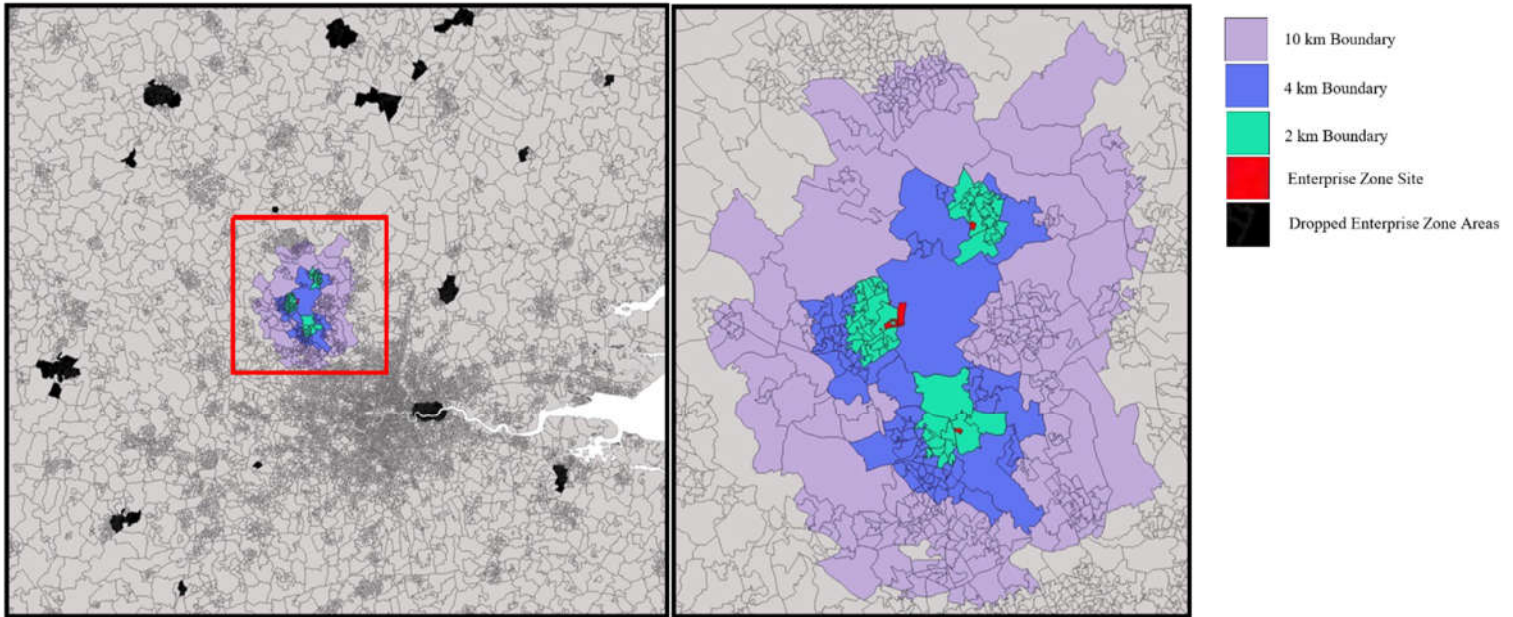 10 km Boundary
4 km Boundary
2 km Boundary
Enterprise Zone Site
Dropped Enterprise Zone Areas